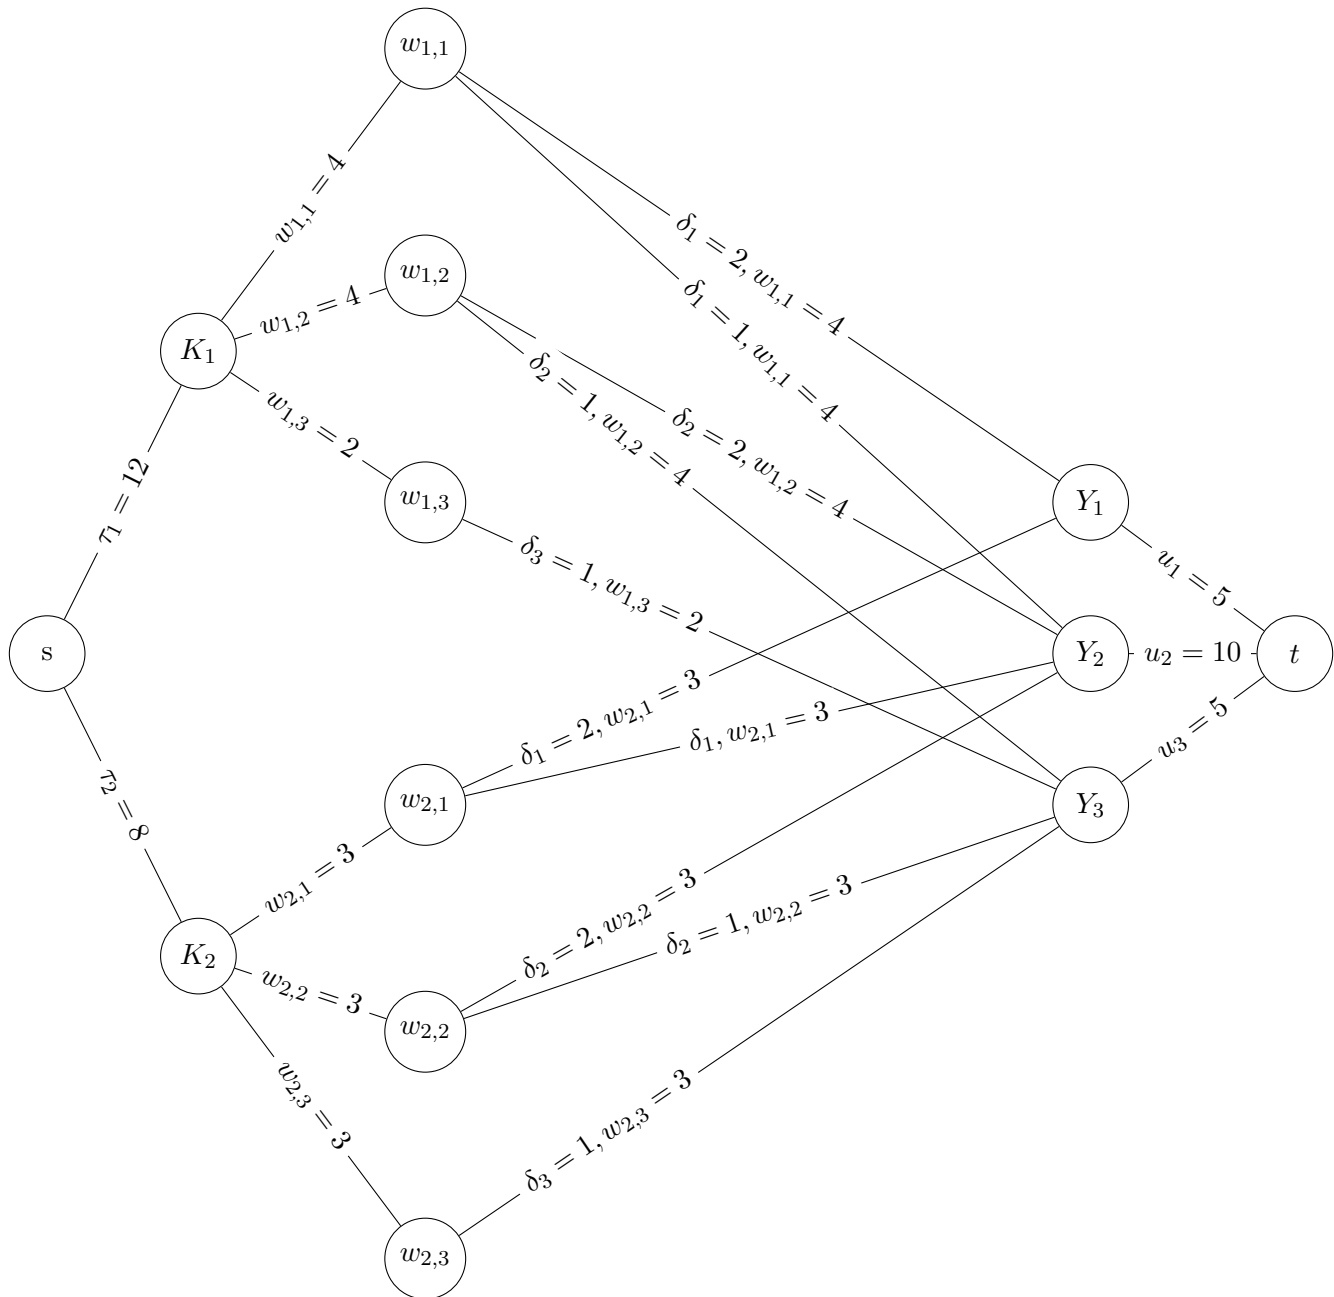 w_{1,1}
w_{1,1} = 4
δ_1 = 2, w_{1,1} = 4
δ_1 = 1, w_{1,1} = 4
w_{1,2}
w_{1,2} = 4
K_1
δ_2 = 1, w_{1,2} = 4
δ_2 = 2, w_{1,2} = 4
w_{1,3} = 2
w_{1,3}
Y_1
τ_1 = 12
δ_3 = 1, w_{1,3} = 2
u_1 = 5
s
Y_2
u_2 = 10
t
δ_1 = 2, w_{2,1} = 3
δ_1, w_{2,1} = 3
u_3 = 5
τ_2 = 8
w_{2,1}
Y_3
w_{2,1} = 3
δ_2 = 2, w_{2,2} = 3
δ_2 = 1, w_{2,2} = 3
K_2
w_{2,2} = 3
w_{2,2}
w_{2,3} = 3
δ_3 = 1, w_{2,3} = 3
w_{2,3}